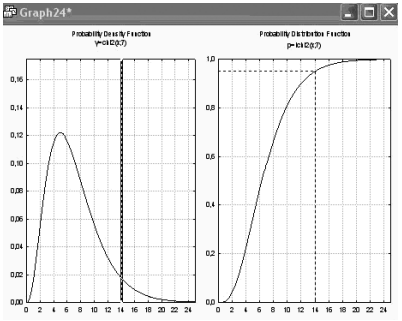 Graph24*
Probability Density Function
y=chi2(x;7)
Probability Distribution Function
p=ichi2(x;7)
0,16
0,14
0,12
0,10
0,08
0,06
0,04
0,02
0,00
0 2 4 6 8 10 12 14 16 18 20 22 24
1,0
0,8
0,6
0,4
0,2
0,0
0 2 4 6 8 10 12 14 16 18 20 22 24